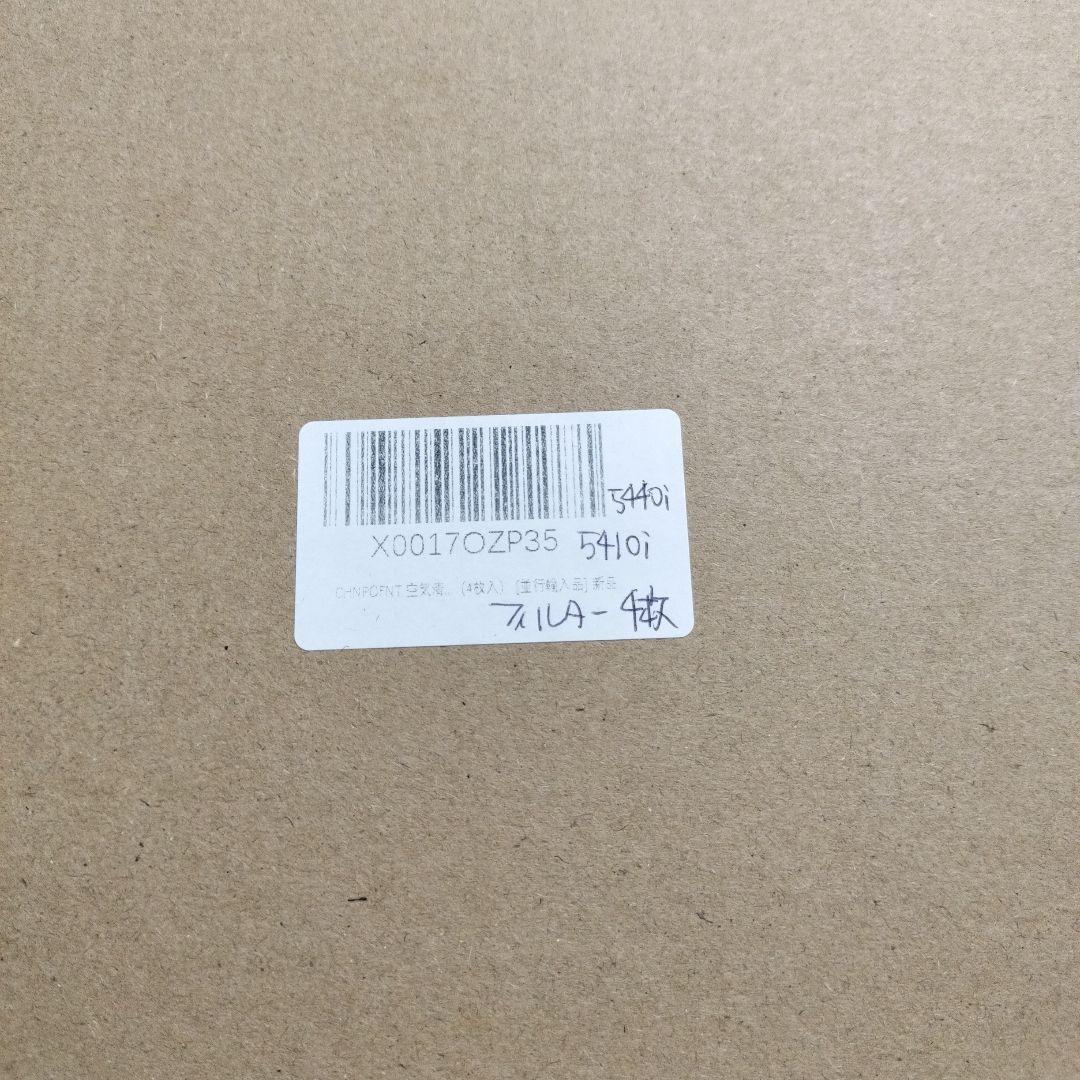 5440i
X0017OZP35 5410i
CHNPOFNT 空気清... (4枚入) [並行輸入品] 新品
フィルター 4枚